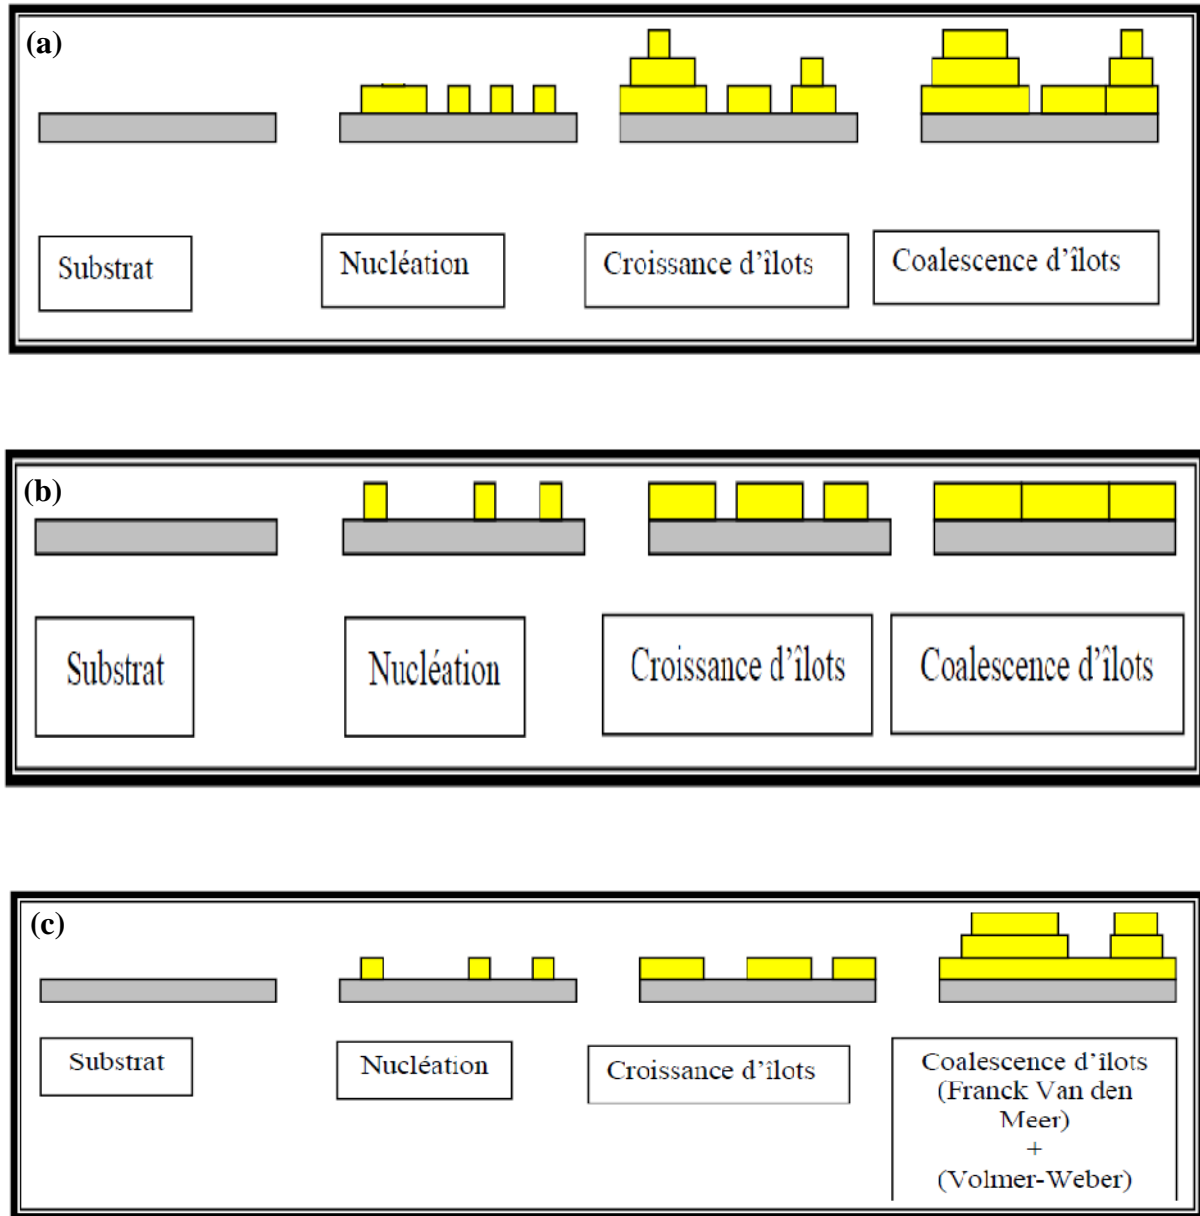 (a)
Substrat
Nucléation
Croissance d'îlots
Coalescence d'îlots
(b)
Substrat
Nucléation
Croissance d'îlots
Coalescence d'îlots
(c)
Substrat
Nucléation
Croissance d'îlots
Coalescence d'îlots
(Franck Van den
Meer)
+
(Volmer-Weber)